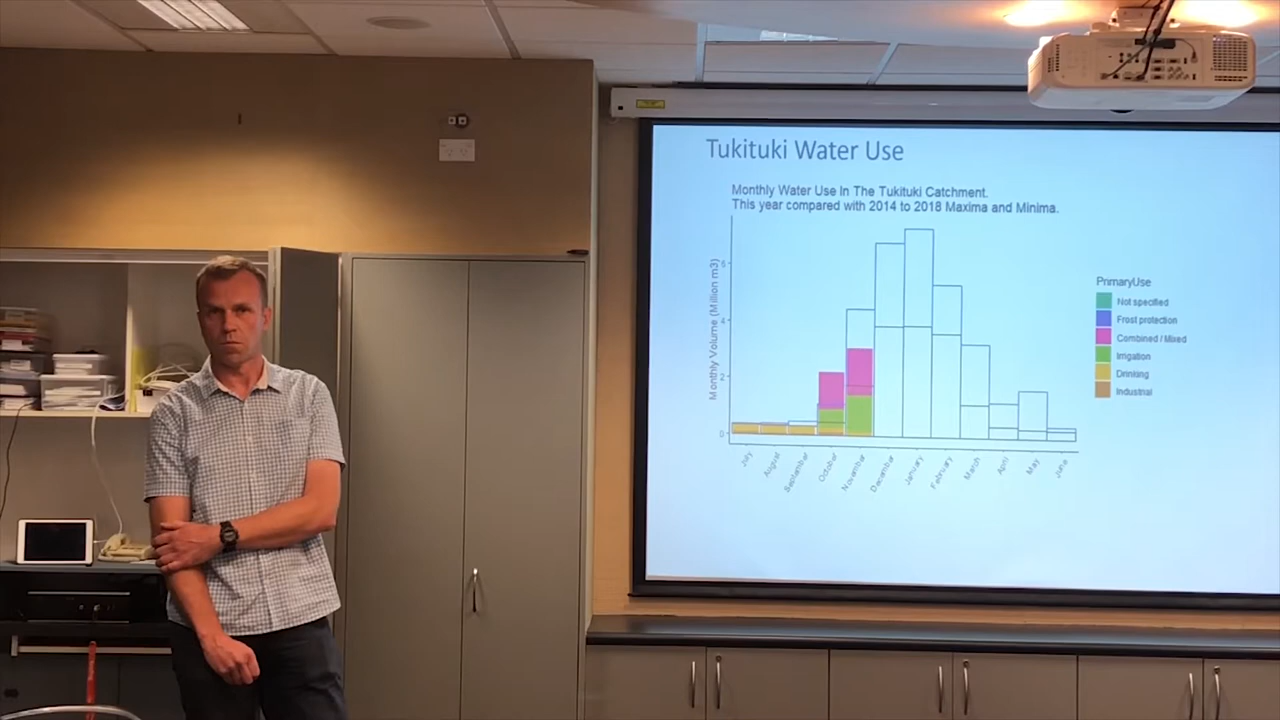 Tukituki Water Use
Monthly Water Use In The Tukituki Catchment.
This year compared with 2014 to 2018 Maxima and Minima.
Monthly Volume (Million m3)
6
4
2
0
July
August
September
October
November
December
January
February
March
April
May
June
PrimaryUse
Not specified
Frost protection
Combined / Mixed
Irrigation
Drinking
Industrial